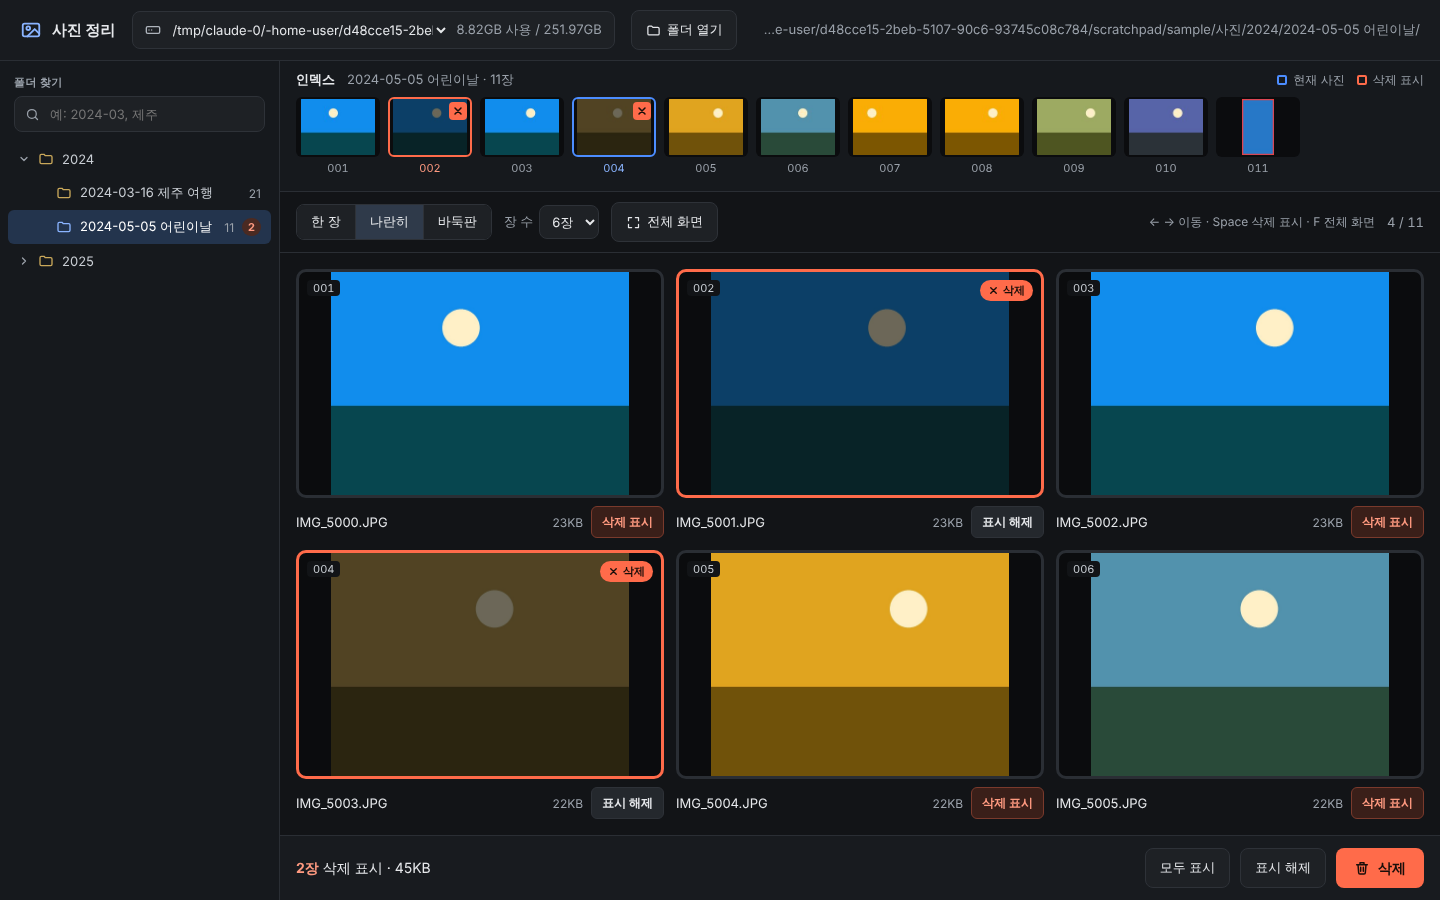 사진 정리
/tmp/claude-0/-home-user/d48cce15-2be
8.82GB 사용 / 251.97GB
폴더 열기
...e-user/d48cce15-2beb-5107-90c6-93745c08c784/scratchpad/sample/사진/2024/2024-05-05 어린이날/
폴더 찾기
예: 2024-03, 제주
2024
2024-03-16 제주 여행 21
2024-05-05 어린이날 11 2
2025
인덱스 2024-05-05 어린이날 · 11장
현재 사진 삭제 표시
001 002 003 004 005 006 007 008 009 010 011
한 장 나란히 바둑판 장 수 6장 전체 화면
← → 이동 · Space 삭제 표시 · F 전체 화면 4 / 11
001
002 삭제
003
IMG_5000.JPG 23KB 삭제 표시
IMG_5001.JPG 23KB 표시 해제
IMG_5002.JPG 23KB 삭제 표시
004 삭제
005
006
IMG_5003.JPG 22KB 표시 해제
IMG_5004.JPG 22KB 삭제 표시
IMG_5005.JPG 22KB 삭제 표시
2장 삭제 표시 · 45KB
모두 표시 표시 해제 삭제